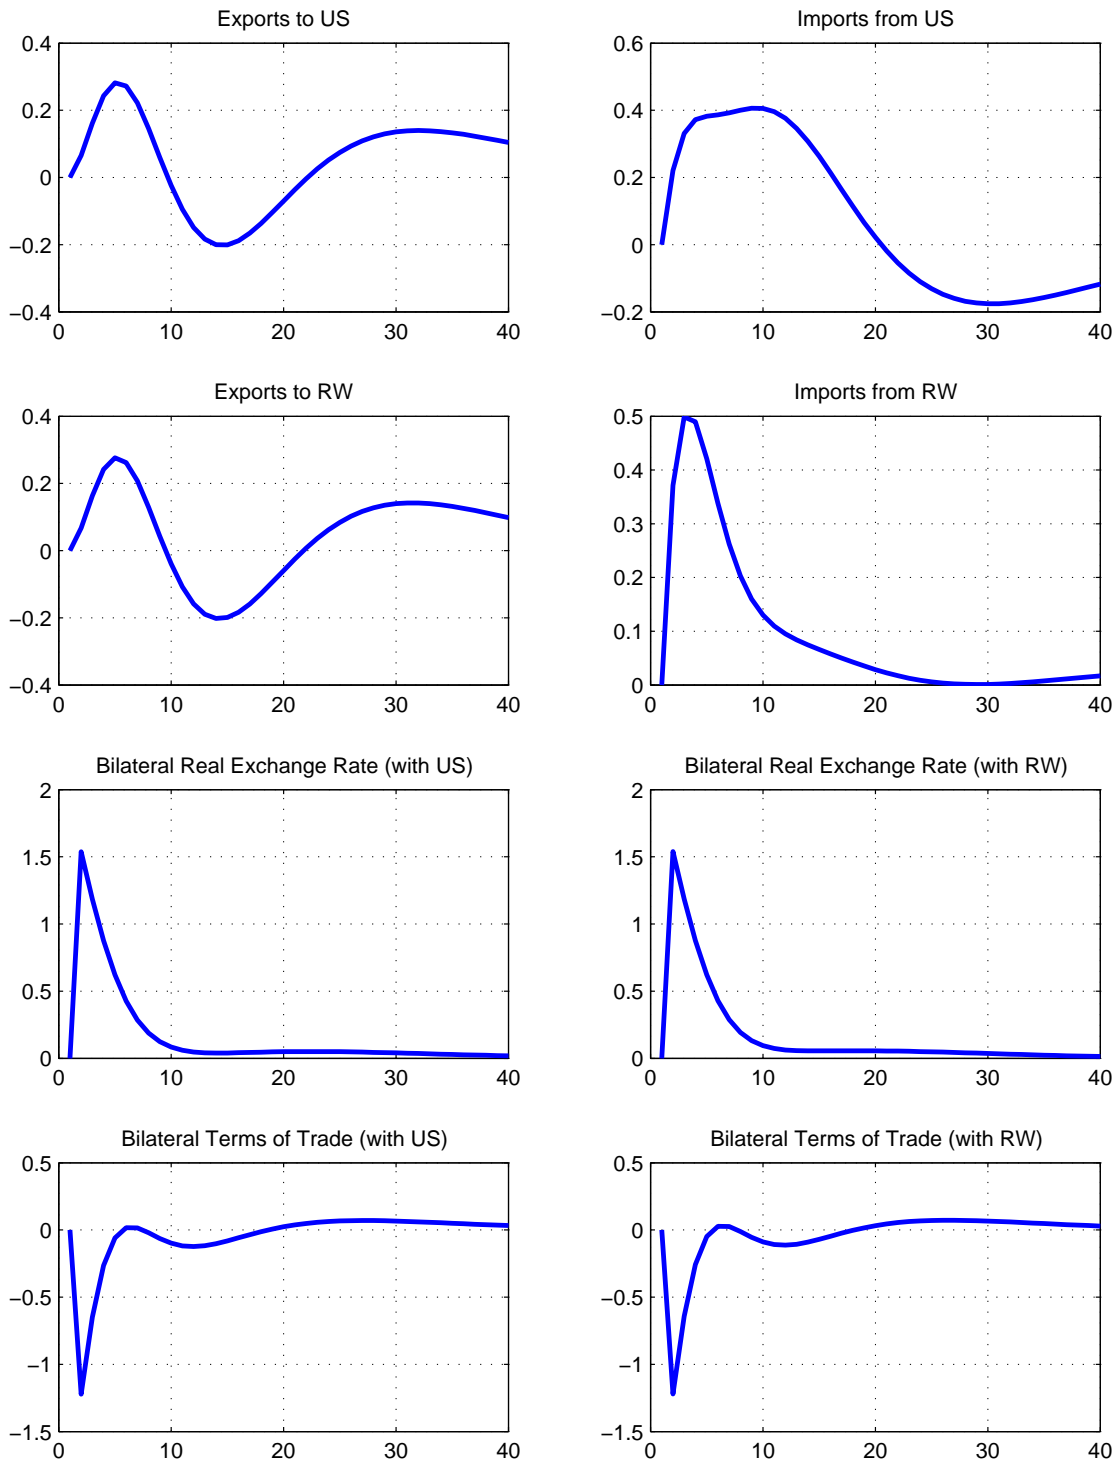 Exports to US
Imports from US
0.4
0.2
0
−0.2
−0.4
0 10 20 30 40
0.6
0.4
0.2
0
−0.2
0 10 20 30 40
Exports to RW
Imports from RW
0.4
0.2
0
−0.2
−0.4
0 10 20 30 40
0.5
0.4
0.3
0.2
0.1
0
0 10 20 30 40
Bilateral Real Exchange Rate (with US)
Bilateral Real Exchange Rate (with RW)
2
1.5
1
0.5
0
0 10 20 30 40
2
1.5
1
0.5
0
0 10 20 30 40
Bilateral Terms of Trade (with US)
Bilateral Terms of Trade (with RW)
0.5
0
−0.5
−1
−1.5
0 10 20 30 40
0.5
0
−0.5
−1
−1.5
0 10 20 30 40